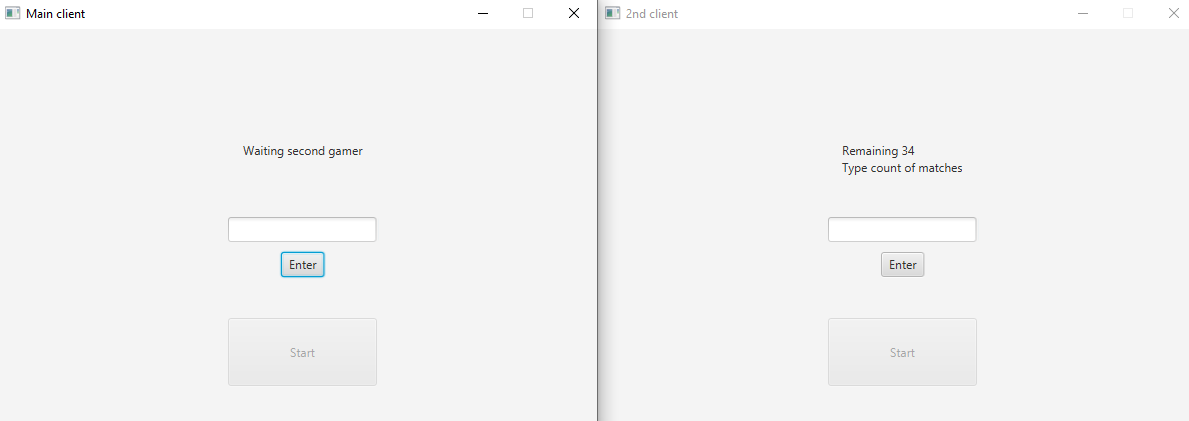 Main client
Waiting second gamer
Enter
Start
2nd client
Remaining 34
Type count of matches
Enter
Start